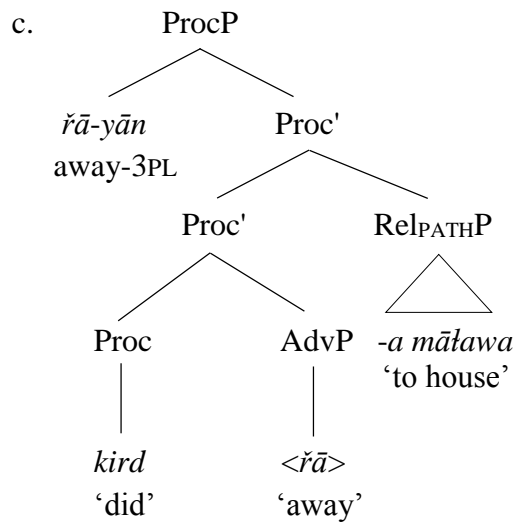 c. ProcP
řā-yān Proc'
away-3PL
Proc' RelPATHP
Proc AdvP -a māława
‘to house’
kird <řā>
‘did’ ‘away’